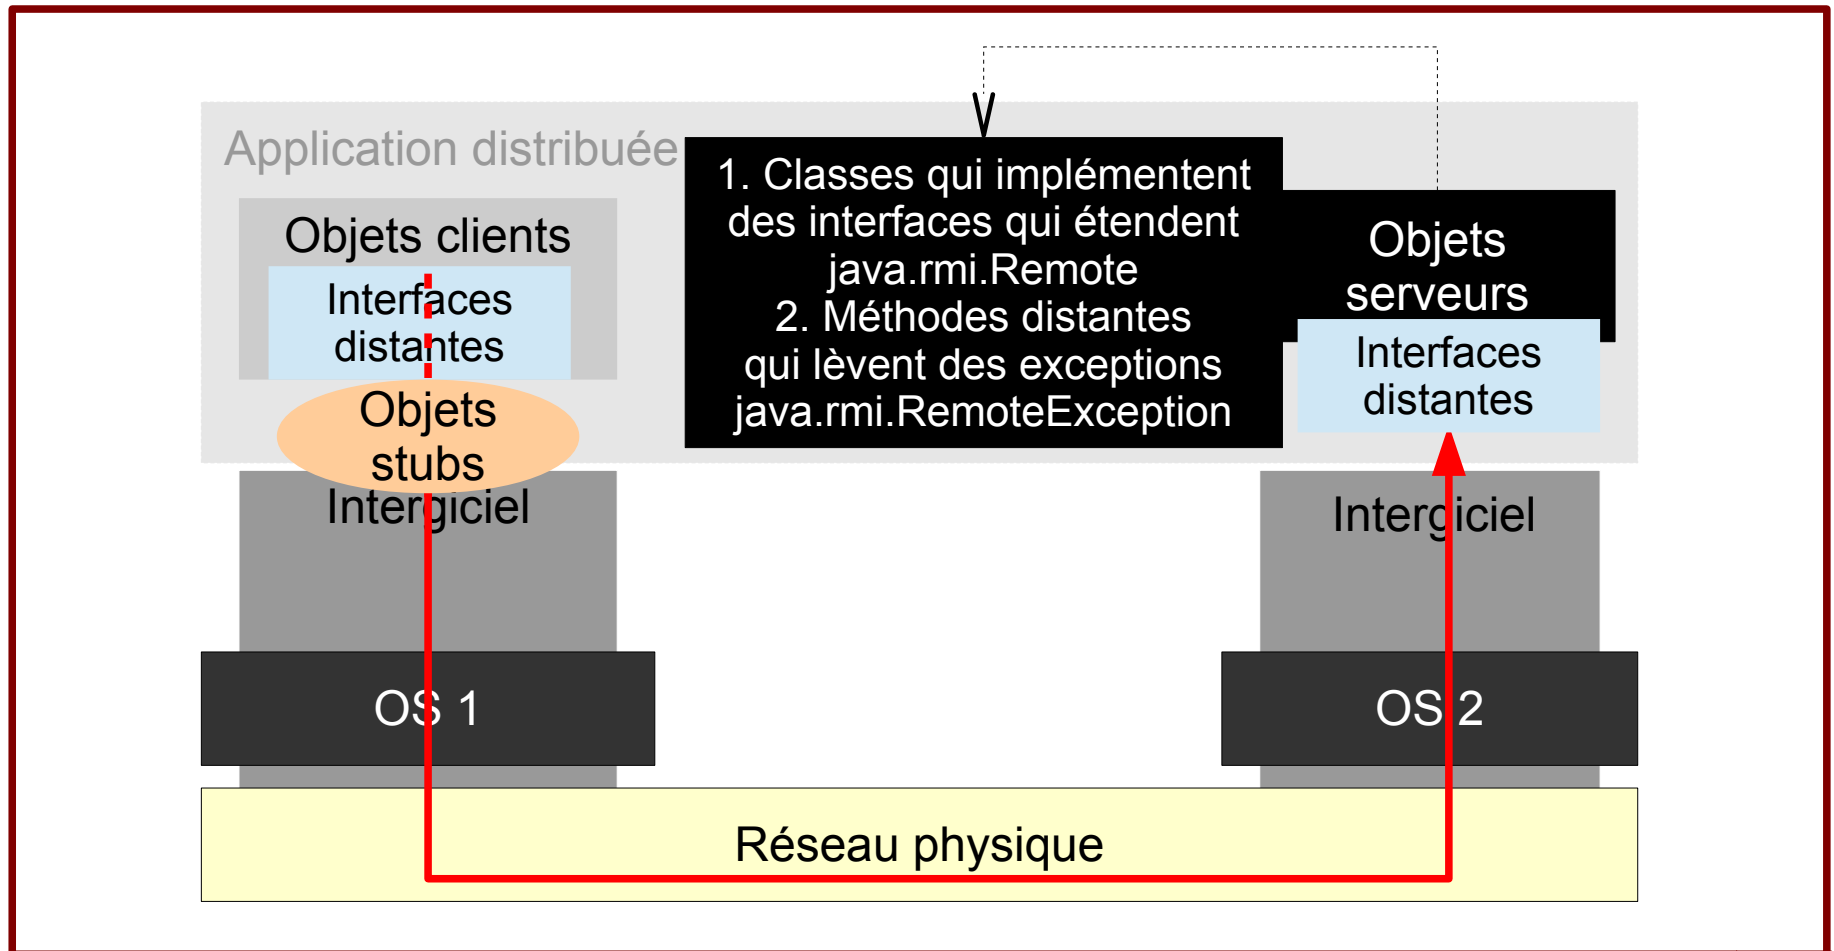 Application distribuée
Objets clients
Interfaces
distantes
Objets
stubs
Intergiciel
OS 1
1. Classes qui implémentent
des interfaces qui étendent
java.rmi.Remote
2. Méthodes distantes
qui lèvent des exceptions
java.rmi.RemoteException
Objets
serveurs
Interfaces
distantes
Intergiciel
OS 2
Réseau physique